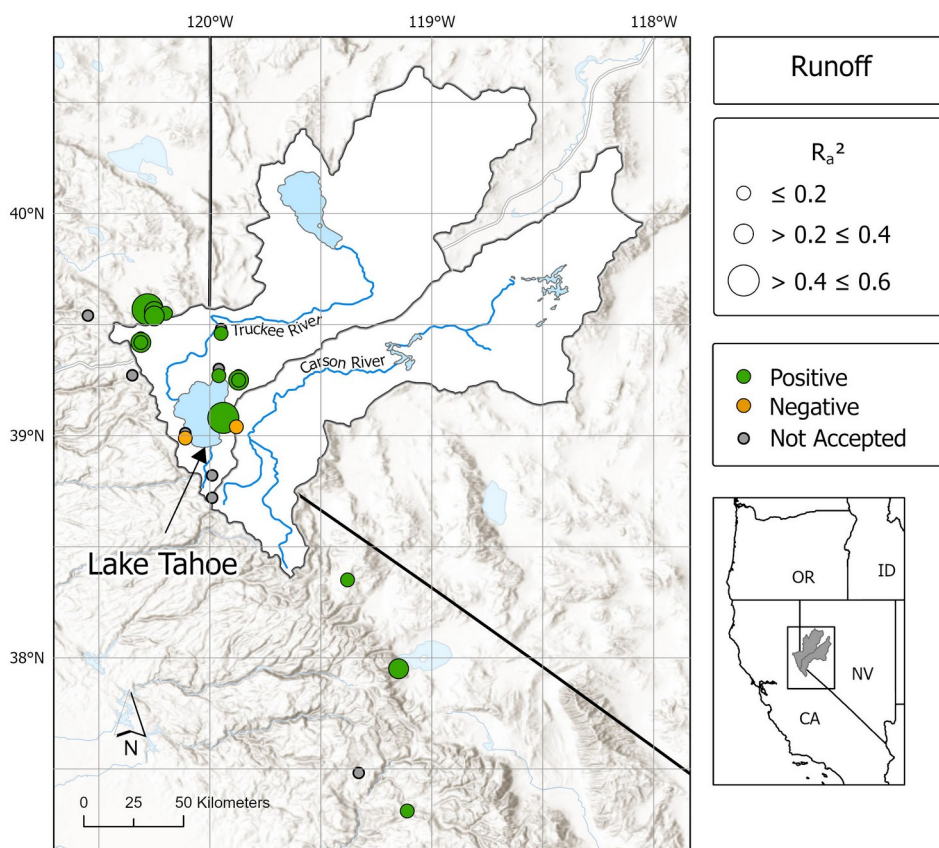 120°W
119°W
118°W
40°N
39°N
38°N
Truckee River
Carson River
Lake Tahoe
N
0 25 50 Kilometers
Runoff
Rₐ²
≤ 0.2
> 0.2 ≤ 0.4
> 0.4 ≤ 0.6
Positive
Negative
Not Accepted
OR
ID
NV
CA